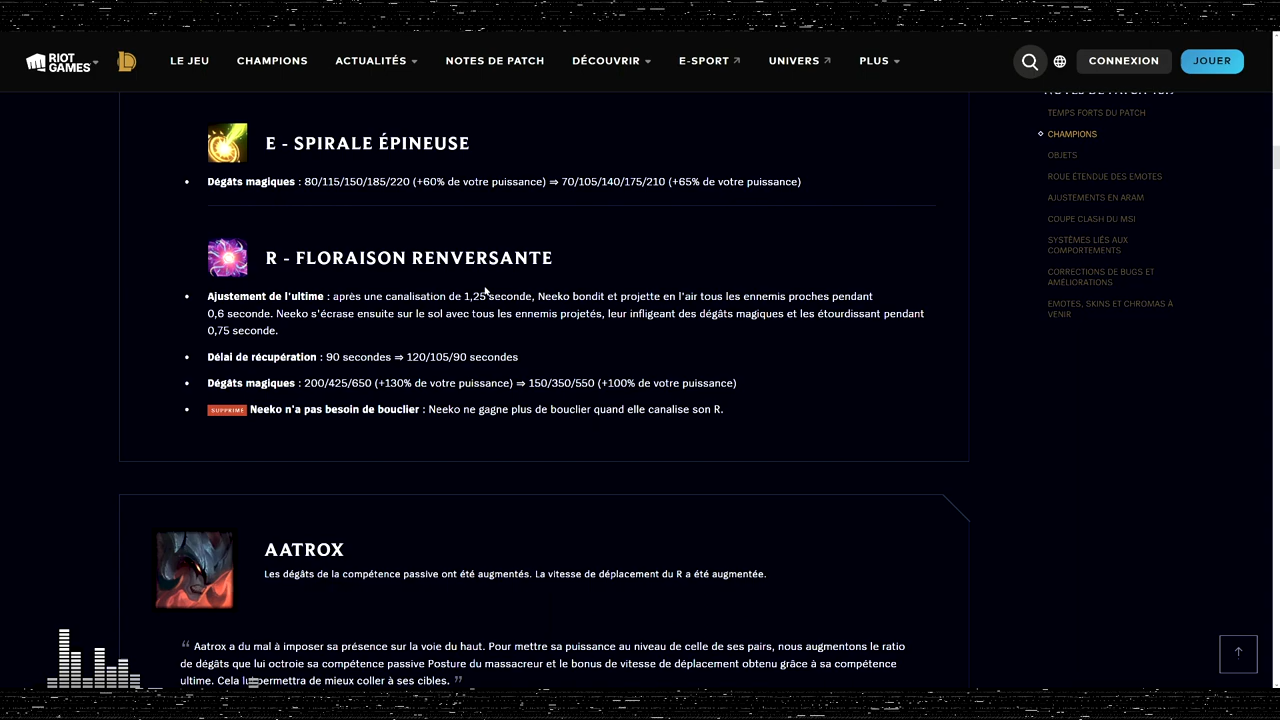 RIOT GAMES
LE JEU
CHAMPIONS
ACTUALITÉS
NOTES DE PATCH
DÉCOUVRIR
E-SPORT
UNIVERS
PLUS
CONNEXION
JOUER
TEMPS FORTS DU PATCH
CHAMPIONS
OBJETS
ROUE ÉTENDUE DES EMOTES
AJUSTEMENTS EN ARAM
COUPE CLASH DU MSI
SYSTÈMES LIÉS AUX
COMPORTEMENTS
CORRECTIONS DE BUGS ET
AMÉLIORATIONS
EMOTES, SKINS ET CHROMAS À
VENIR
E - SPIRALE ÉPINEUSE
• Dégâts magiques : 80/115/150/185/220 (+60% de votre puissance) ⇒ 70/105/140/175/210 (+65% de votre puissance)
R - FLORAISON RENVERSANTE
• Ajustement de l'ultime : après une canalisation de 1,25 seconde, Neeko bondit et projette en l'air tous les ennemis proches pendant
0,6 seconde. Neeko s'écrase ensuite sur le sol avec tous les ennemis projetés, leur infligeant des dégâts magiques et les étourdissant pendant
0,75 seconde.
• Délai de récupération : 90 secondes ⇒ 120/105/90 secondes
• Dégâts magiques : 200/425/650 (+130% de votre puissance) ⇒ 150/350/550 (+100% de votre puissance)
• SUPPRIMÉ Neeko n'a pas besoin de bouclier : Neeko ne gagne plus de bouclier quand elle canalise son R.
AATROX
Les dégâts de la compétence passive ont été augmentés. La vitesse de déplacement du R a été augmentée.
“ Aatrox a du mal à imposer sa présence sur la voie du haut. Pour mettre sa puissance au niveau de celle de ses pairs, nous augmentons le ratio
de dégâts que lui octroie sa compétence passive Posture du massacreur et le bonus de vitesse de déplacement obtenu grâce à sa compétence
ultime. Cela lui permettra de mieux coller à ses cibles. ”